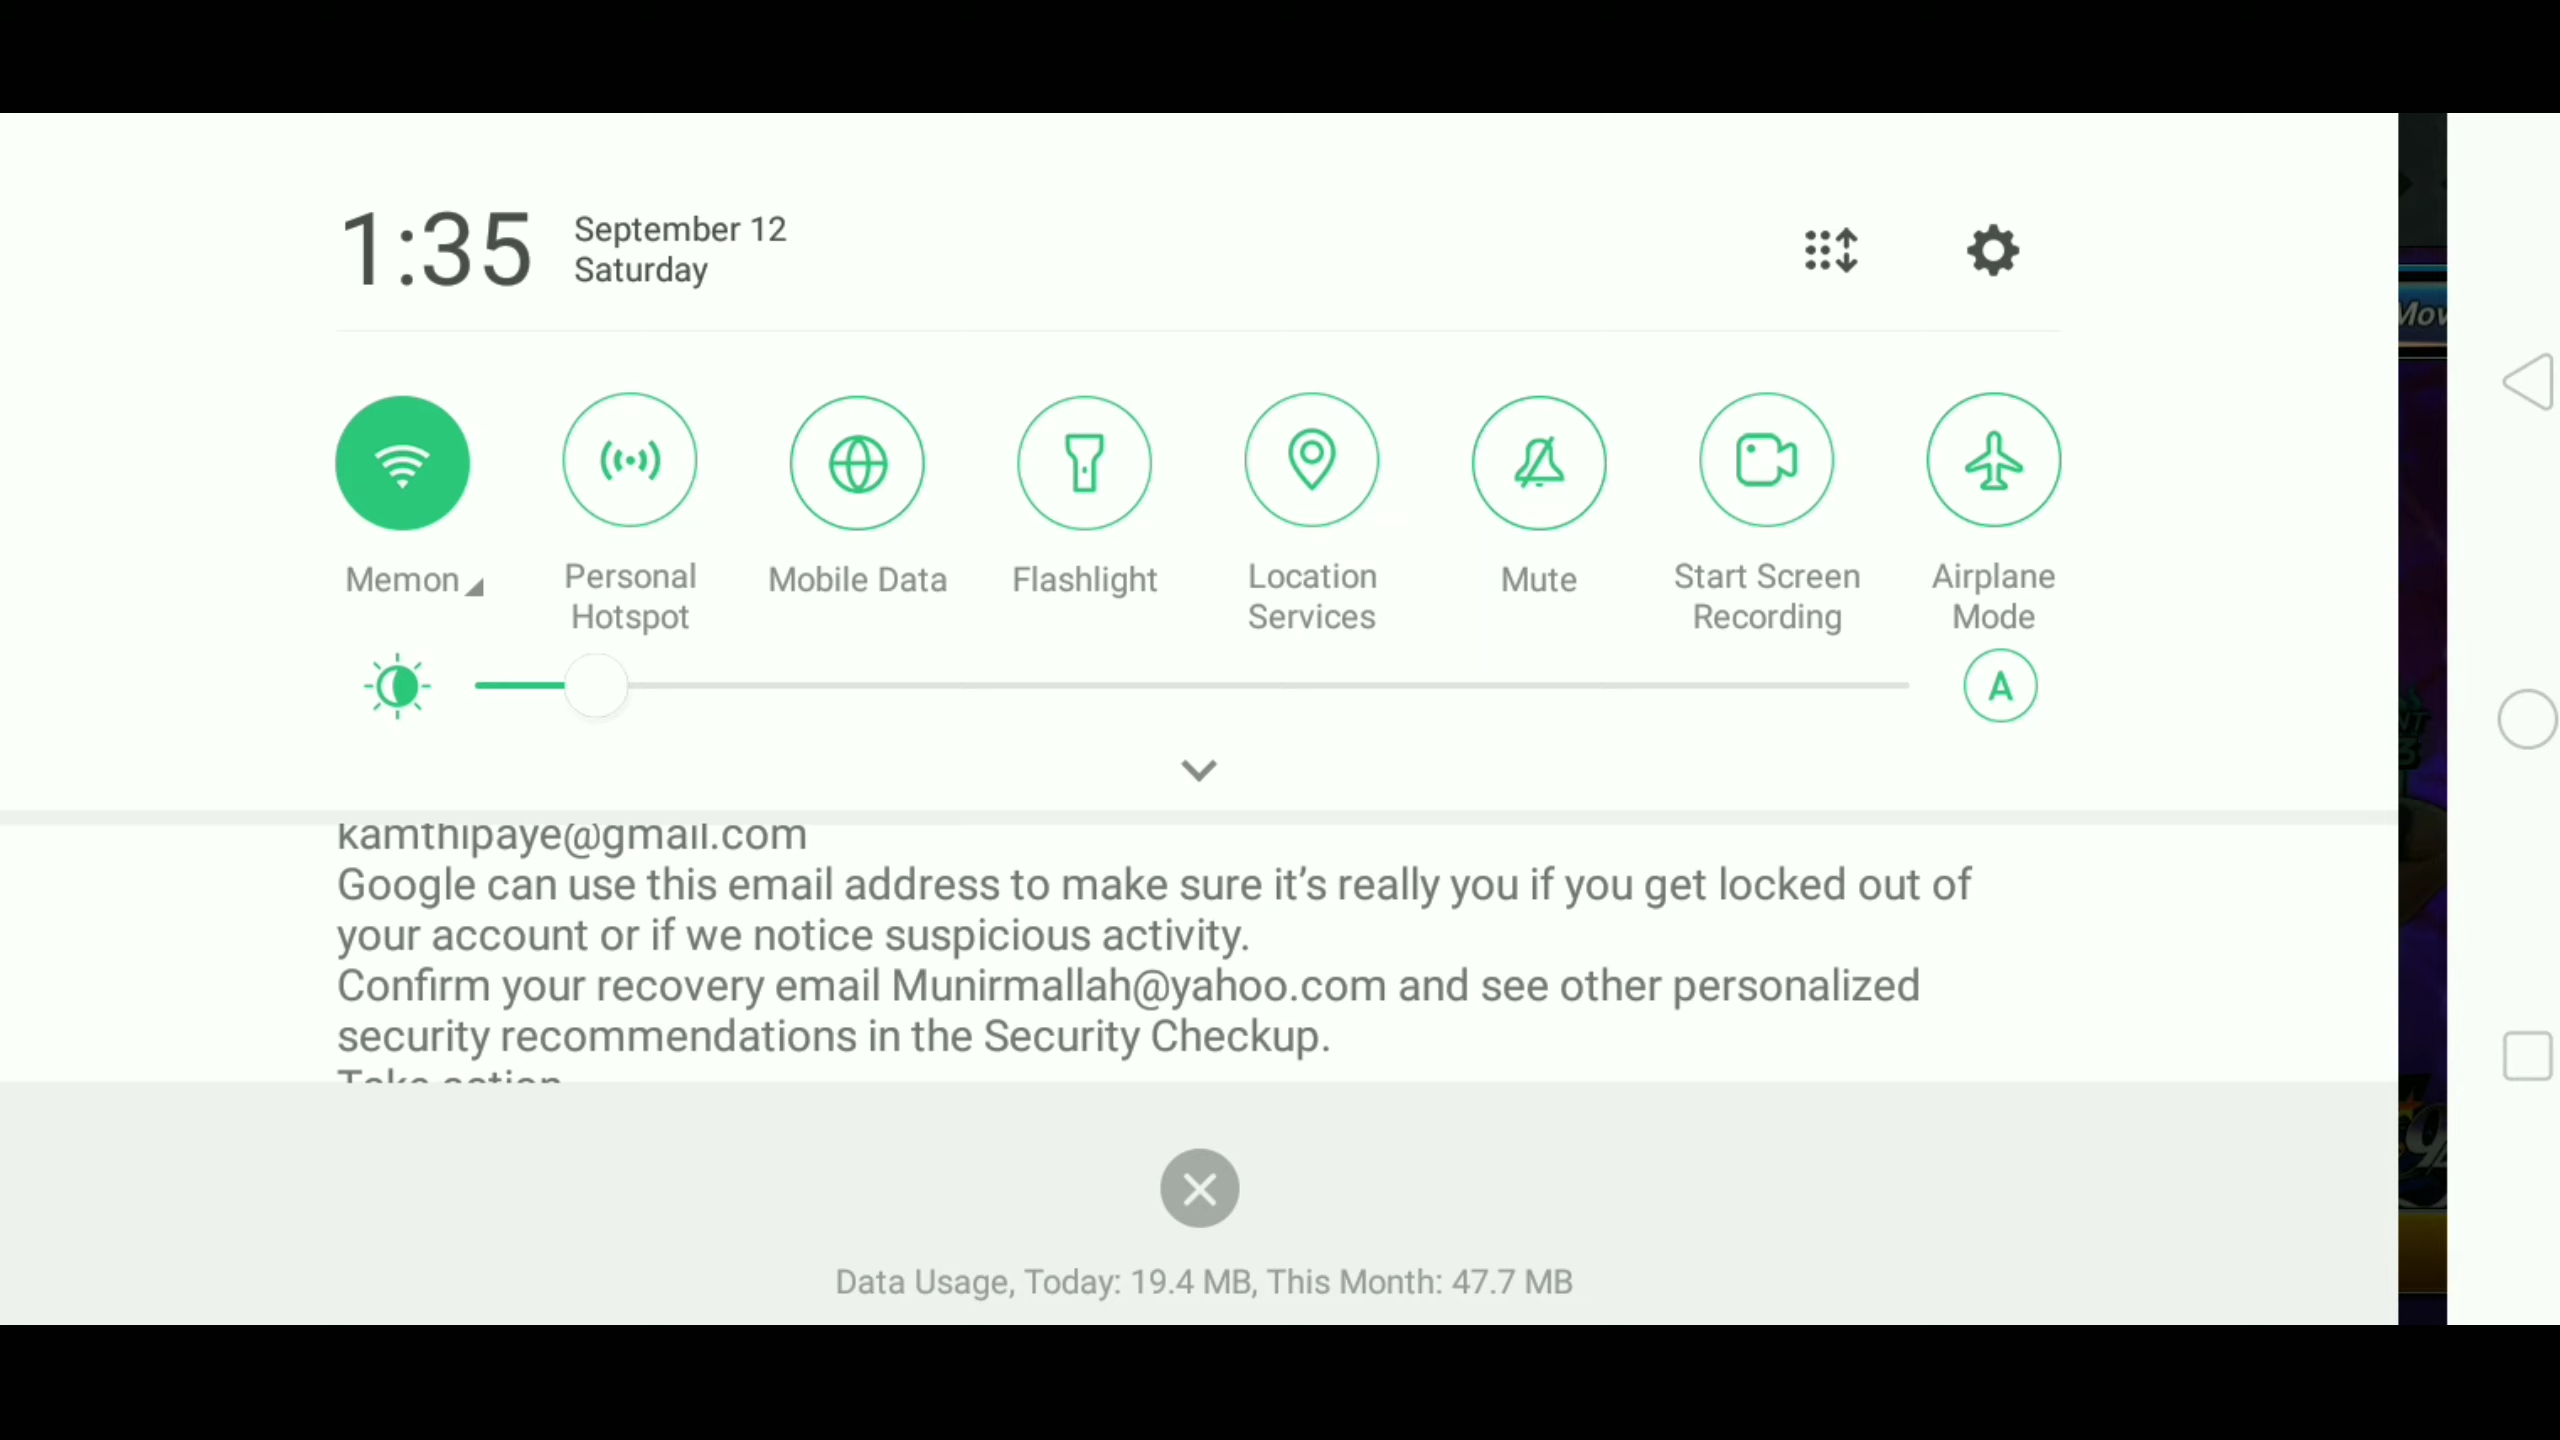 1:35
September 12
Saturday
Memon
Personal
Hotspot
Mobile Data
Flashlight
Location
Services
Mute
Start Screen
Recording
Airplane
Mode
A
kamthipaye@gmail.com
Google can use this email address to make sure it’s really you if you get locked out of
your account or if we notice suspicious activity.
Confirm your recovery email Munirmallah@yahoo.com and see other personalized
security recommendations in the Security Checkup.
Take action
Data Usage, Today: 19.4 MB, This Month: 47.7 MB